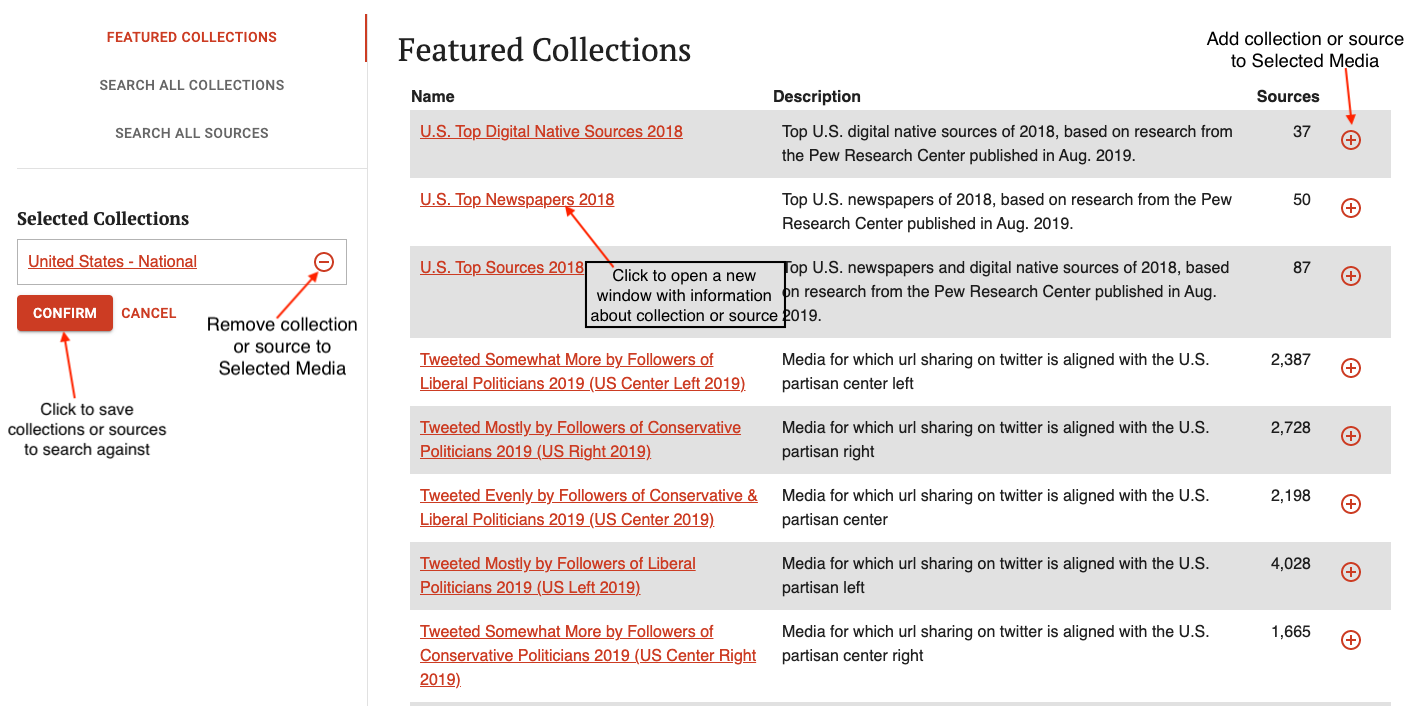 FEATURED COLLECTIONS
SEARCH ALL COLLECTIONS
SEARCH ALL SOURCES
Selected Collections
United States - National
CONFIRM
CANCEL
Remove collection
or source to
Selected Media
Click to save
collections or sources
to search against
Featured Collections
Add collection or source
to Selected Media
Name
Description
Sources
U.S. Top Digital Native Sources 2018
Top U.S. digital native sources of 2018, based on research from
the Pew Research Center published in Aug. 2019.
37
U.S. Top Newspapers 2018
Top U.S. newspapers of 2018, based on research from the Pew
Research Center published in Aug. 2019.
50
U.S. Top Sources 2018
Click to open a new
window with information
about collection or source
Top U.S. newspapers and digital native sources of 2018, based
on research from the Pew Research Center published in Aug.
2019.
87
Tweeted Somewhat More by Followers of
Liberal Politicians 2019 (US Center Left 2019)
Media for which url sharing on twitter is aligned with the U.S.
partisan center left
2,387
Tweeted Mostly by Followers of Conservative
Politicians 2019 (US Right 2019)
Media for which url sharing on twitter is aligned with the U.S.
partisan right
2,728
Tweeted Evenly by Followers of Conservative &
Liberal Politicians 2019 (US Center 2019)
Media for which url sharing on twitter is aligned with the U.S.
partisan center
2,198
Tweeted Mostly by Followers of Liberal
Politicians 2019 (US Left 2019)
Media for which url sharing on twitter is aligned with the U.S.
partisan left
4,028
Tweeted Somewhat More by Followers of
Conservative Politicians 2019 (US Center Right
2019)
Media for which url sharing on twitter is aligned with the U.S.
partisan center right
1,665